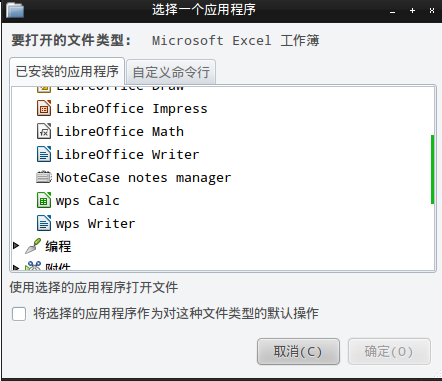 选择一个应用程序
要打开的文件类型: Microsoft Excel 工作簿
已安装的应用程序 自定义命令行
LibreOffice Draw
LibreOffice Impress
LibreOffice Math
LibreOffice Writer
NoteCase notes manager
wps Calc
wps Writer
编程
附件
使用选择的应用程序打开文件
将选择的应用程序作为对这种文件类型的默认操作
取消(C) 确定(O)